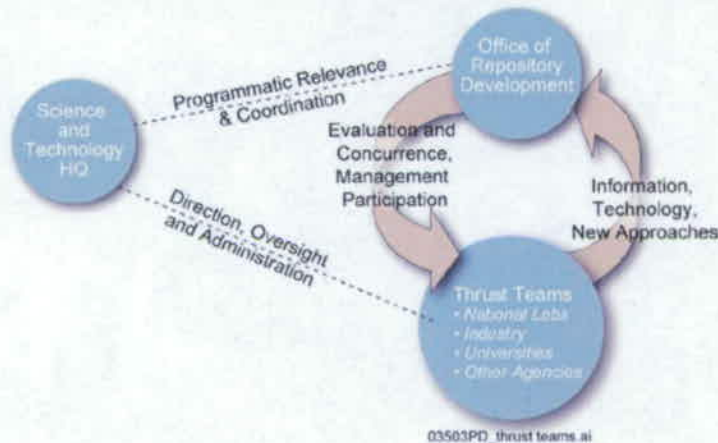 Office of
Repository
Development
Programmatic Relevance
& Coordination
Science
and
Technology
HQ
Evaluation and
Concurrence,
Management
Participation
Information,
Technology,
New Approaches
Direction, Oversight
and Administration
Thrust Teams
• National Labs
• Industry
• Universities
• Other Agencies
03503PD_thrust teams.ai